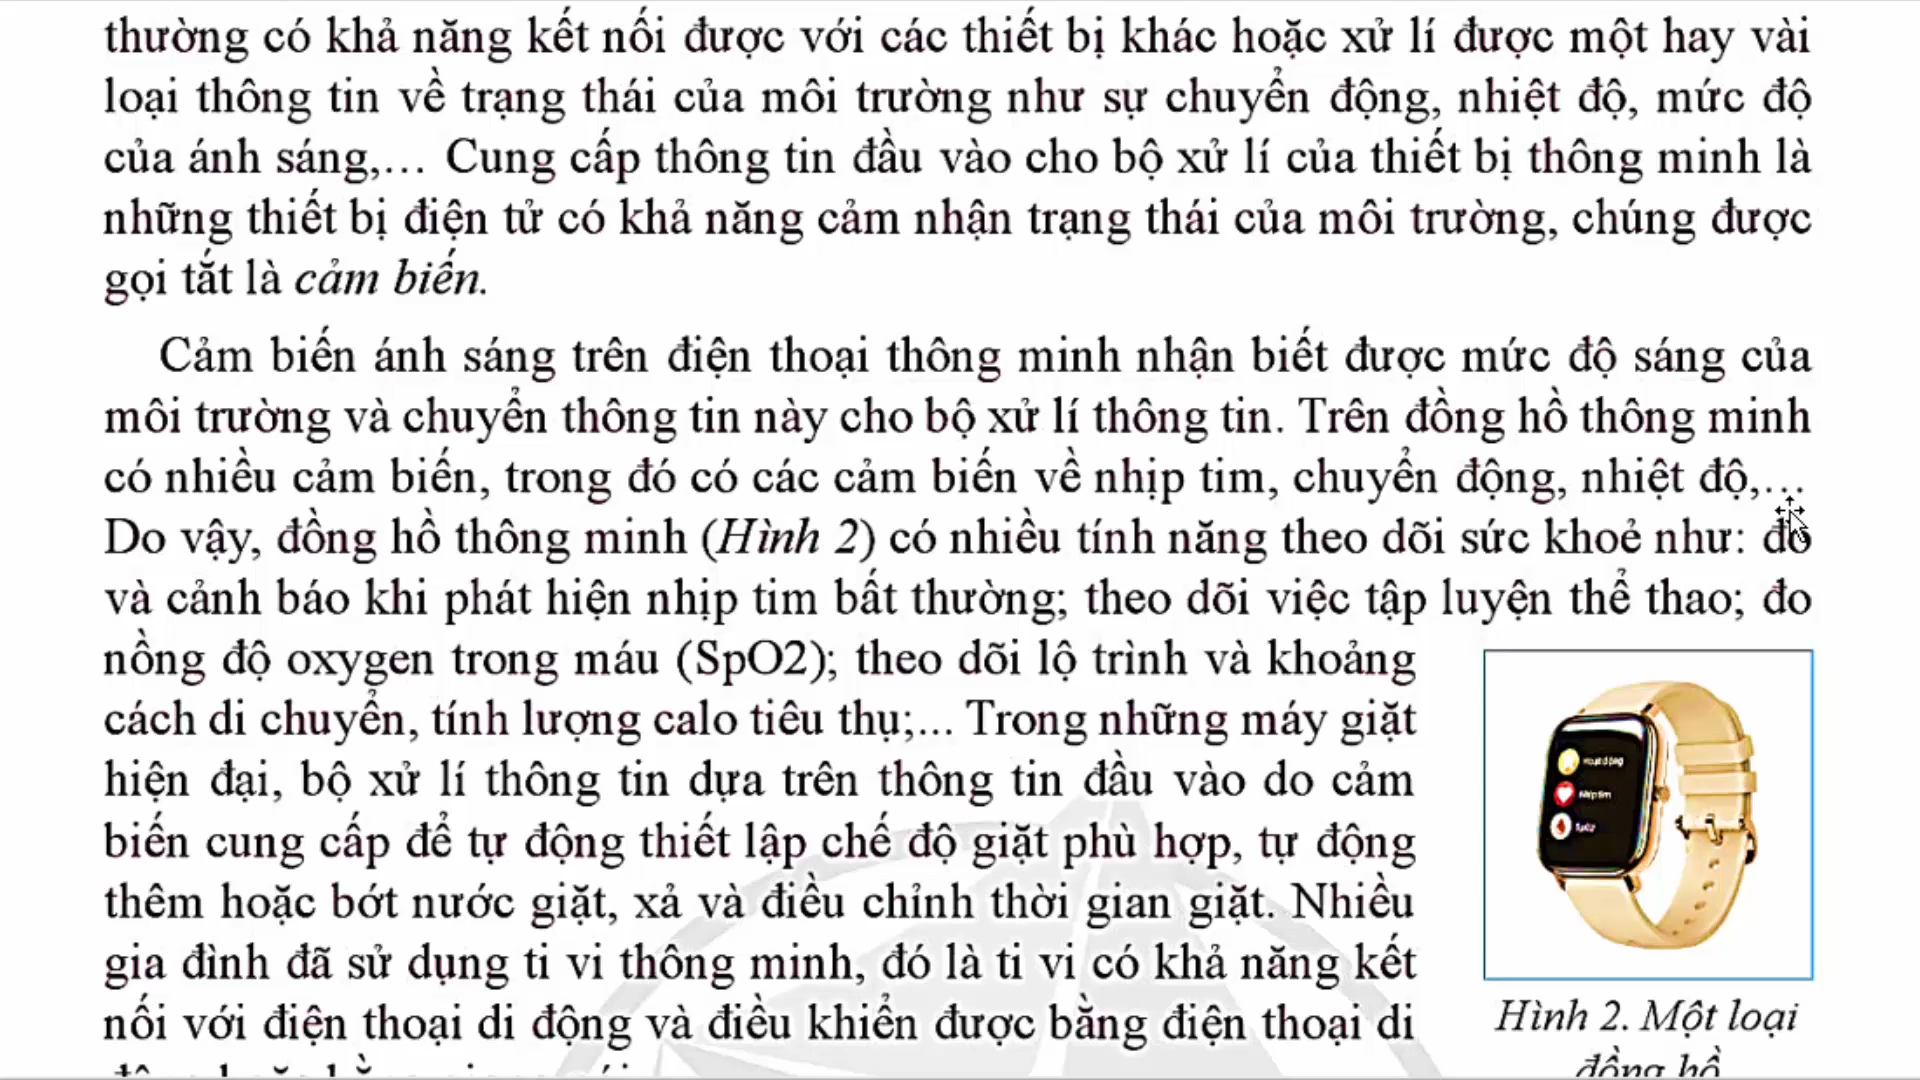 thường có khả năng kết nối được với các thiết bị khác hoặc xử lí được một hay vài
loại thông tin về trạng thái của môi trường như sự chuyển động, nhiệt độ, mức độ
của ánh sáng,... Cung cấp thông tin đầu vào cho bộ xử lí của thiết bị thông minh là
những thiết bị điện tử có khả năng cảm nhận trạng thái của môi trường, chúng được
gọi tắt là cảm biến.
Cảm biến ánh sáng trên điện thoại thông minh nhận biết được mức độ sáng của
môi trường và chuyển thông tin này cho bộ xử lí thông tin. Trên đồng hồ thông minh
có nhiều cảm biến, trong đó có các cảm biến về nhịp tim, chuyển động, nhiệt độ,...
Do vậy, đồng hồ thông minh (Hình 2) có nhiều tính năng theo dõi sức khoẻ như: đo
và cảnh báo khi phát hiện nhịp tim bất thường; theo dõi việc tập luyện thể thao; đo
nồng độ oxygen trong máu (SpO2); theo dõi lộ trình và khoảng
cách di chuyển, tính lượng calo tiêu thụ;... Trong những máy giặt
hiện đại, bộ xử lí thông tin dựa trên thông tin đầu vào do cảm
biến cung cấp để tự động thiết lập chế độ giặt phù hợp, tự động
thêm hoặc bớt nước giặt, xả và điều chỉnh thời gian giặt. Nhiều
gia đình đã sử dụng ti vi thông minh, đó là ti vi có khả năng kết
nối với điện thoại di động và điều khiển được bằng điện thoại di
Hoạt động
Nhịp tim
Hình 2. Một loại
đồng hồ